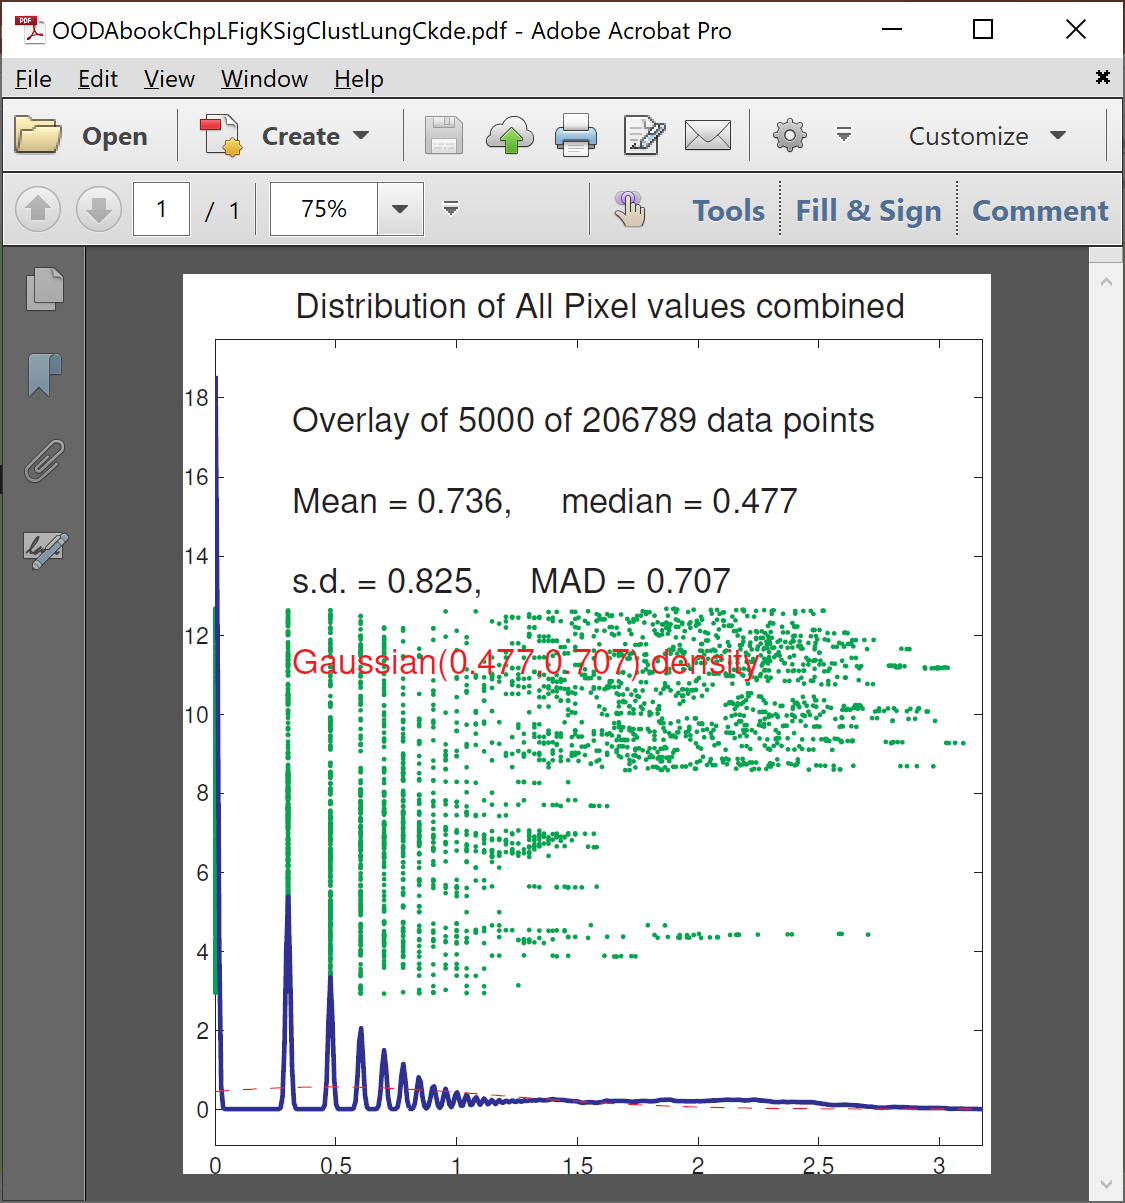 OODAbookChpLFigKSigClustLungCkde.pdf - Adobe Acrobat Pro
File Edit View Window Help
Open Create Customize
1 / 1 75% Tools Fill & Sign Comment
Distribution of All Pixel values combined
18
Overlay of 5000 of 206789 data points
16
Mean = 0.736, median = 0.477
14
s.d. = 0.825, MAD = 0.707
12
Gaussian(0.477,0.707) density
10
8
6
4
2
0
0 0.5 1 1.5 2 2.5 3